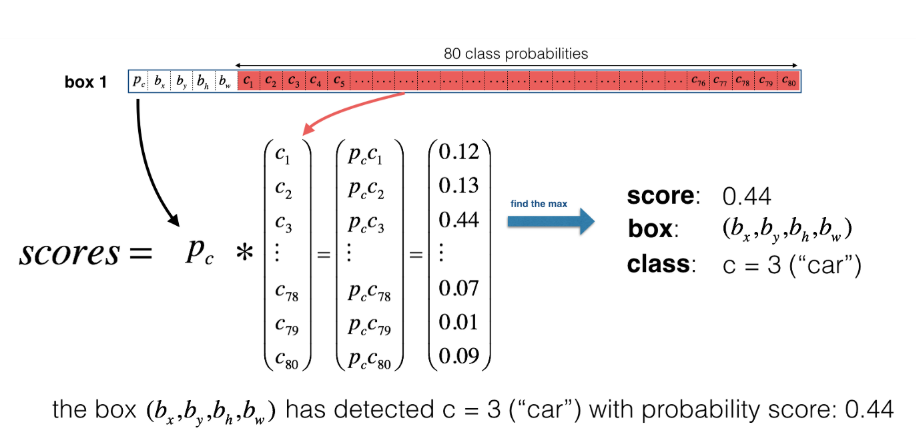 80 class probabilities
box 1 p_c b_x b_y b_h b_w c_1 c_2 c_3 c_4 c_5 ... c_76 c_77 c_78 c_79 c_80
scores = p_c * (c_1 c_2 c_3 ⋮ c_78 c_79 c_80) = (p_c c_1 p_c c_2 p_c c_3 ⋮ p_c c_78 p_c c_79 p_c c_80) = (0.12 0.13 0.44 ⋮ 0.07 0.01 0.09)
find the max
score: 0.44
box: (b_x,b_y,b_h,b_w)
class: c = 3 (“car”)
the box (b_x,b_y,b_h,b_w) has detected c = 3 (“car”) with probability score: 0.44